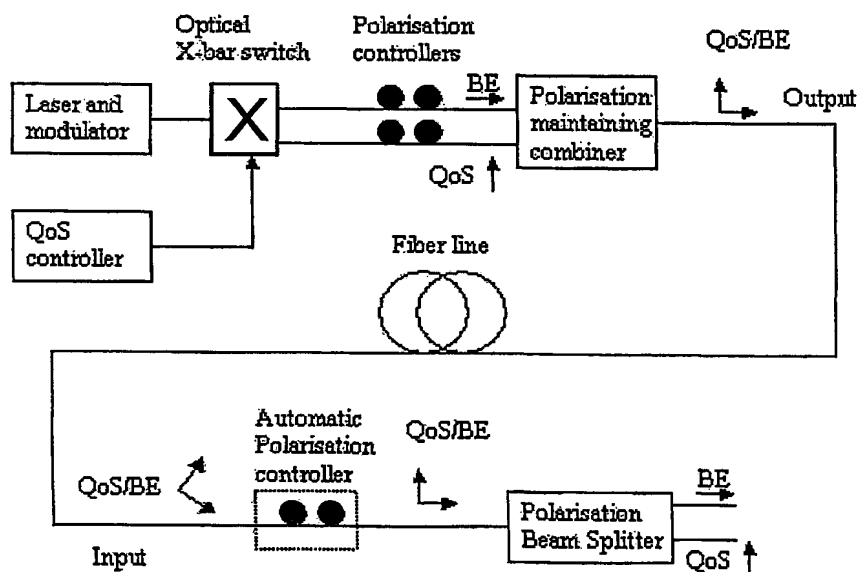 Optical
X-bar switch
Polarisation
controllers
QoS/BE
BE
Laser and
modulator
X
Polarisation
maintaining
combiner
Output
QoS
QoS
controller
Fiber line
Automatic
Polarisation
controller
QoS/BE
QoS/BE
BE
Polarisation
Beam Splitter
Input
QoS